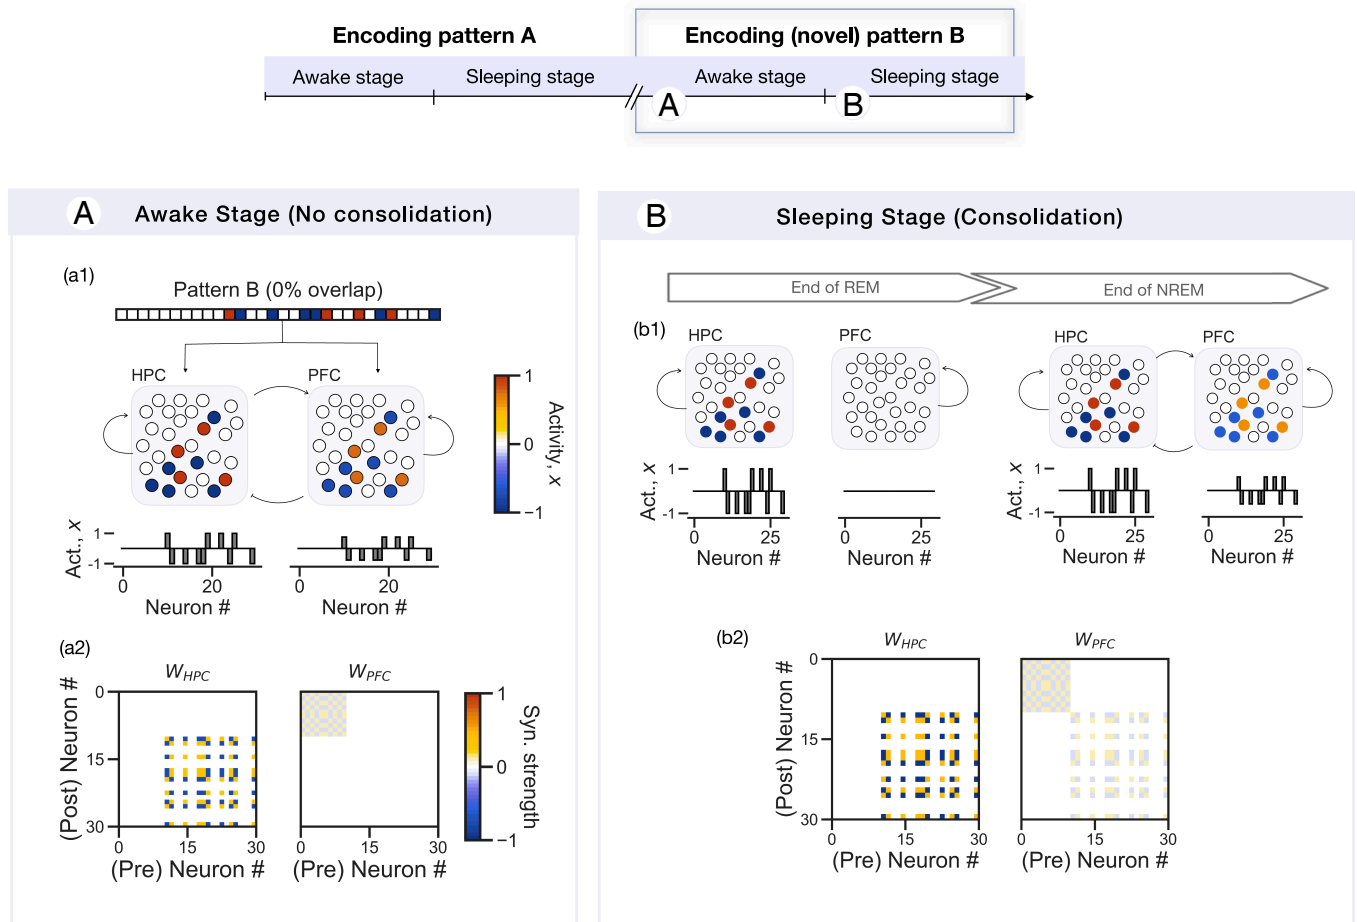 Encoding pattern A
Encoding (novel) pattern B
Awake stage
Sleeping stage
Awake stage
Sleeping stage
A
B
A Awake Stage (No consolidation)
(a1)
Pattern B (0% overlap)
HPC
PFC
1
0
−1
Activity, x
Act., x
1
-1
0
20
0
20
Neuron #
Neuron #
(a2)
W_HPC
W_PFC
(Post) Neuron #
0
15
30
0
15
30
0
15
30
(Pre) Neuron #
(Pre) Neuron #
1
0
−1
Syn. strength
B Sleeping Stage (Consolidation)
End of REM
End of NREM
(b1)
HPC
PFC
HPC
PFC
Act., x
1
-1
0
25
0
25
Neuron #
Neuron #
Act., x
1
-1
0
25
0
25
Neuron #
Neuron #
(b2)
W_HPC
W_PFC
(Post) Neuron #
0
15
30
0
15
30
0
15
30
(Pre) Neuron #
(Pre) Neuron #